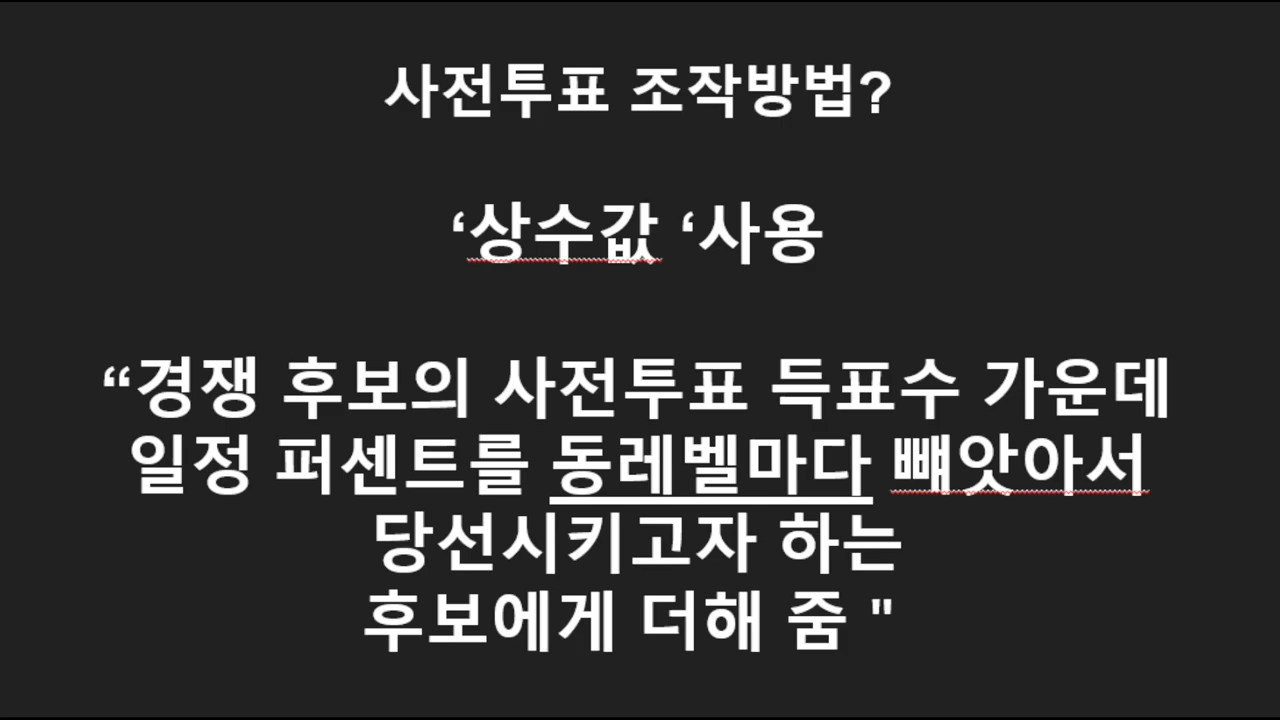 사전투표 조작방법?
‘상수값 ‘사용
“경쟁 후보의 사전투표 득표수 가운데
일정 퍼센트를 동레벨마다 빼앗아서
당선시키고자 하는
후보에게 더해 줌 "